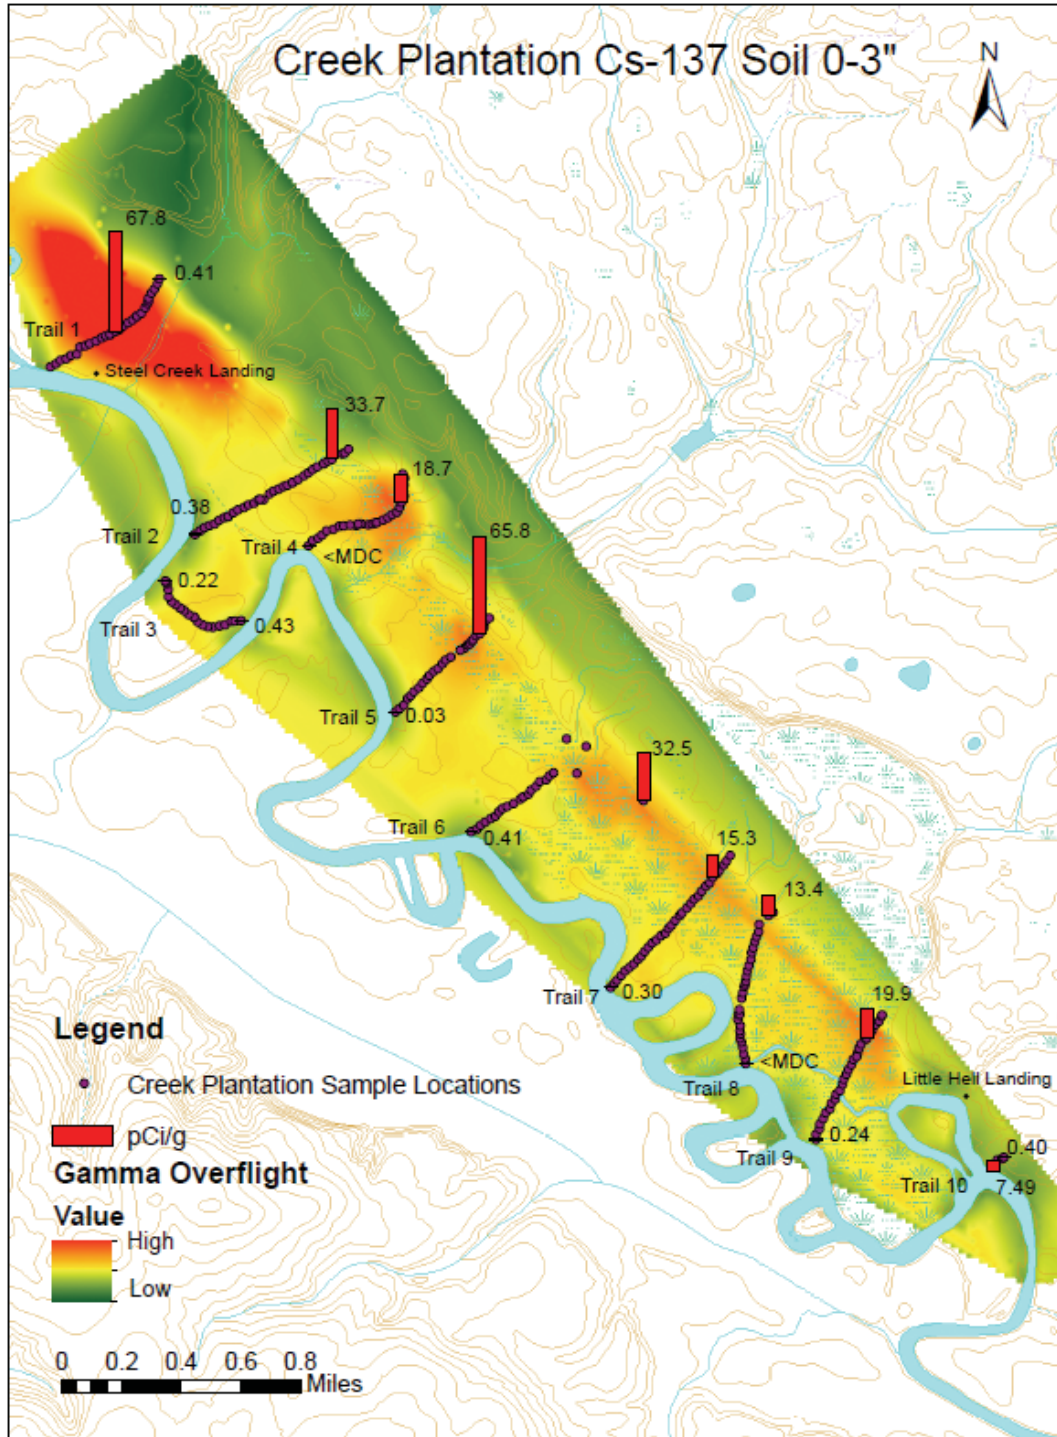 Creek Plantation Cs-137 Soil 0-3"
N
67.8
0.41
Trail 1
Steel Creek Landing
33.7
18.7
0.38
65.8
Trail 2
Trail 4
<MDC
0.22
Trail 3
0.43
Trail 5
0.03
32.5
Trail 6
0.41
15.3
13.4
Trail 7
0.30
19.9
Legend
<MDC
Creek Plantation Sample Locations
Trail 8
Little Hell Landing
pCi/g
0.24
0.40
Trail 9
Gamma Overflight
Trail 10
7.49
Value
High
Low
0 0.2 0.4 0.6 0.8
Miles